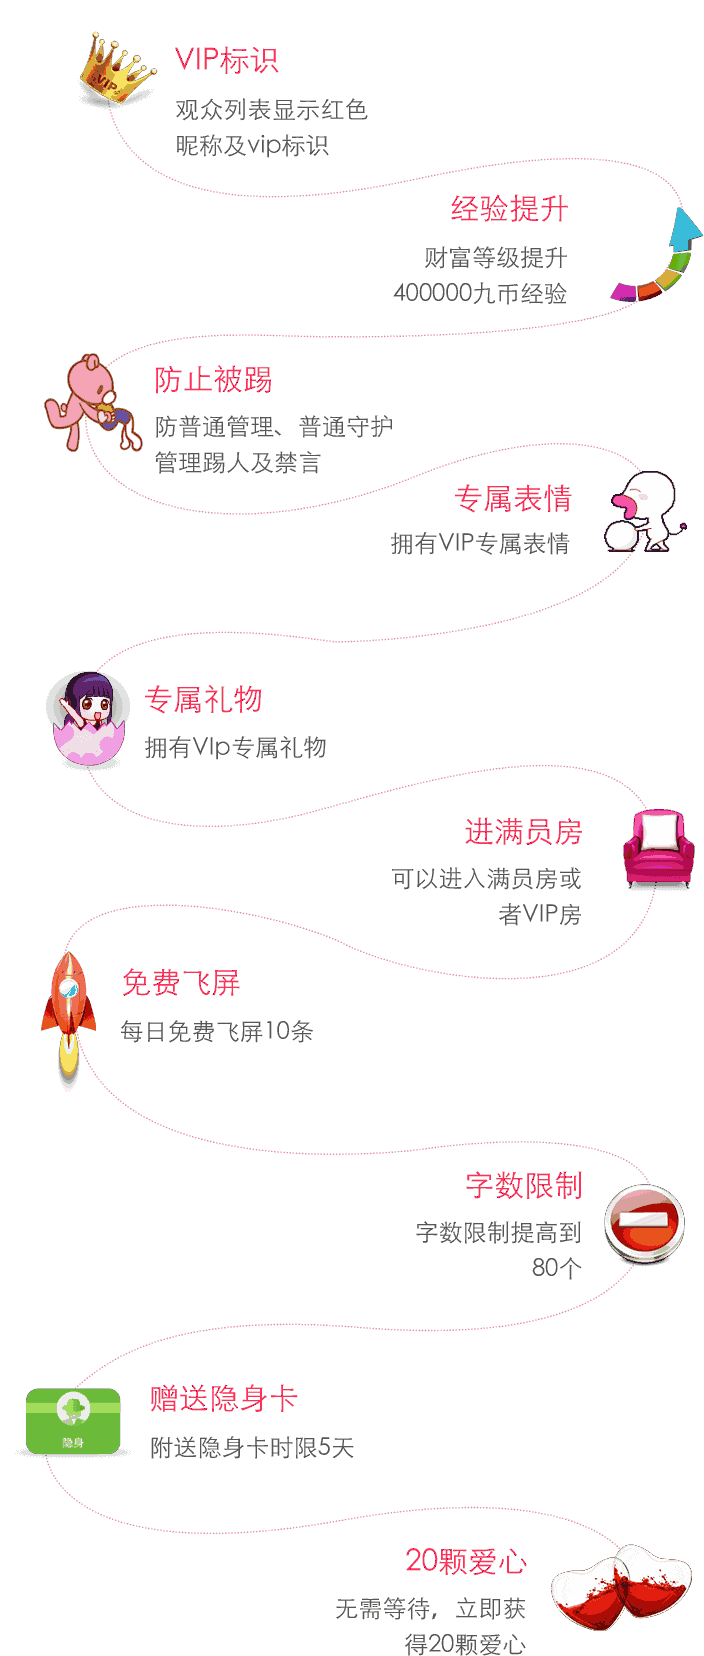 VIP
VIP标识
观众列表显示红色
昵称及vip标识
经验提升
财富等级提升
400000九币经验
防止被踢
防普通管理、普通守护
管理踢人及禁言
专属表情
拥有VIP专属表情
专属礼物
拥有VIp专属礼物
进满员房
可以进入满员房或
者VIP房
免费飞屏
每日免费飞屏10条
字数限制
字数限制提高到
80个
赠送隐身卡
隐身
附送隐身卡时限5天
20颗爱心
无需等待，立即获
得20颗爱心